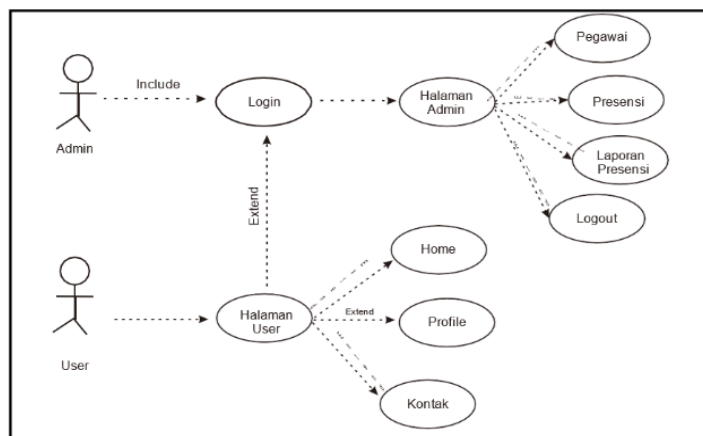 Pegawai
Include
Login
Halaman
Admin
Presensi
Admin
Laporan
Presensi
Logout
Extend
Home
Halaman
User
Extend
Profile
User
Kontak